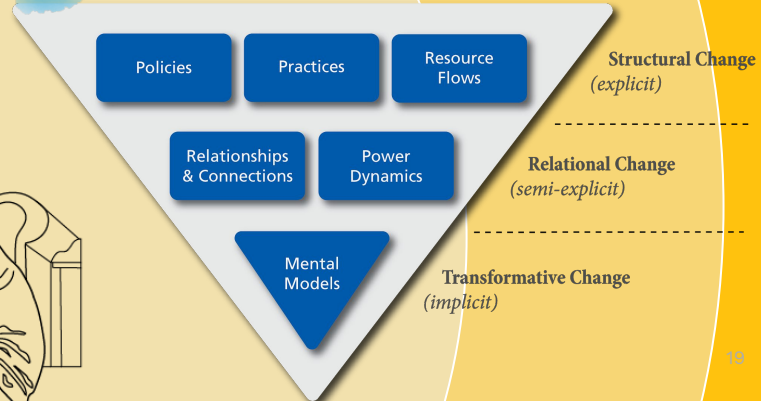 Policies
Practices
Resource
Flows
Structural Change
(explicit)
Relationships
& Connections
Power
Dynamics
Relational Change
(semi-explicit)
Mental
Models
Transformative Change
(implicit)
19